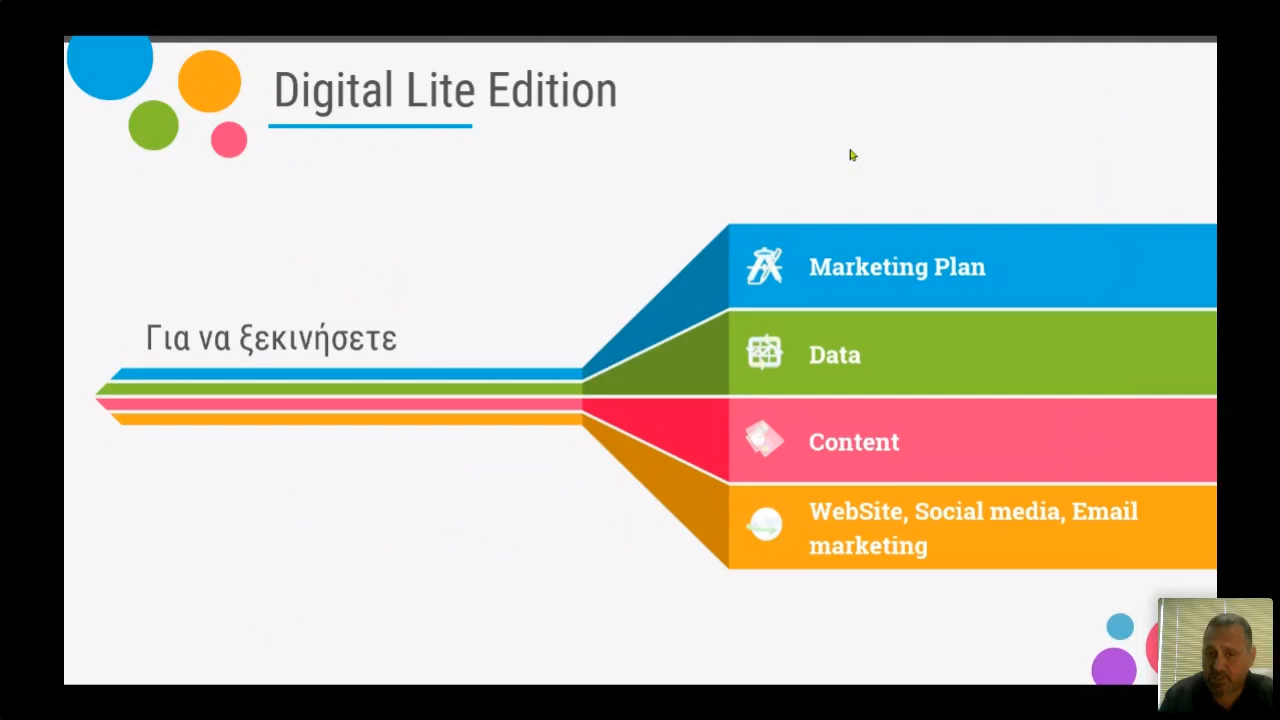 Digital Lite Edition
Για να ξεκινήσετε
Marketing Plan
Data
Content
WebSite, Social media, Email
marketing